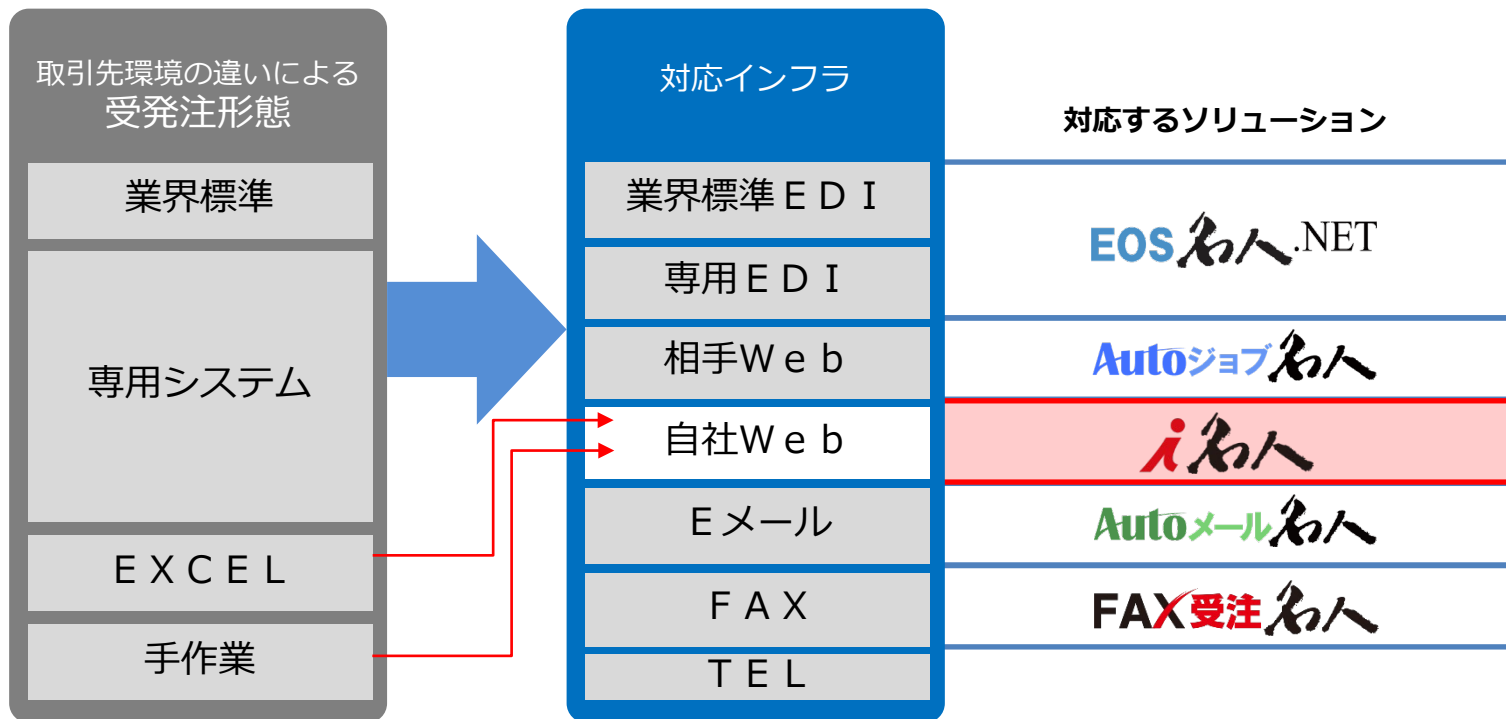 取引先環境の違いによる
受発注形態
業界標準
専用システム
ＥＸＣＥＬ
手作業
対応インフラ
業界標準ＥＤＩ
専用ＥＤＩ
相手Ｗｅｂ
自社Ｗｅｂ
Ｅメール
ＦＡＸ
ＴＥＬ
対応するソリューション
EOS名人.NET
Autoジョブ名人
i名人
Autoメール名人
FAX受注名人